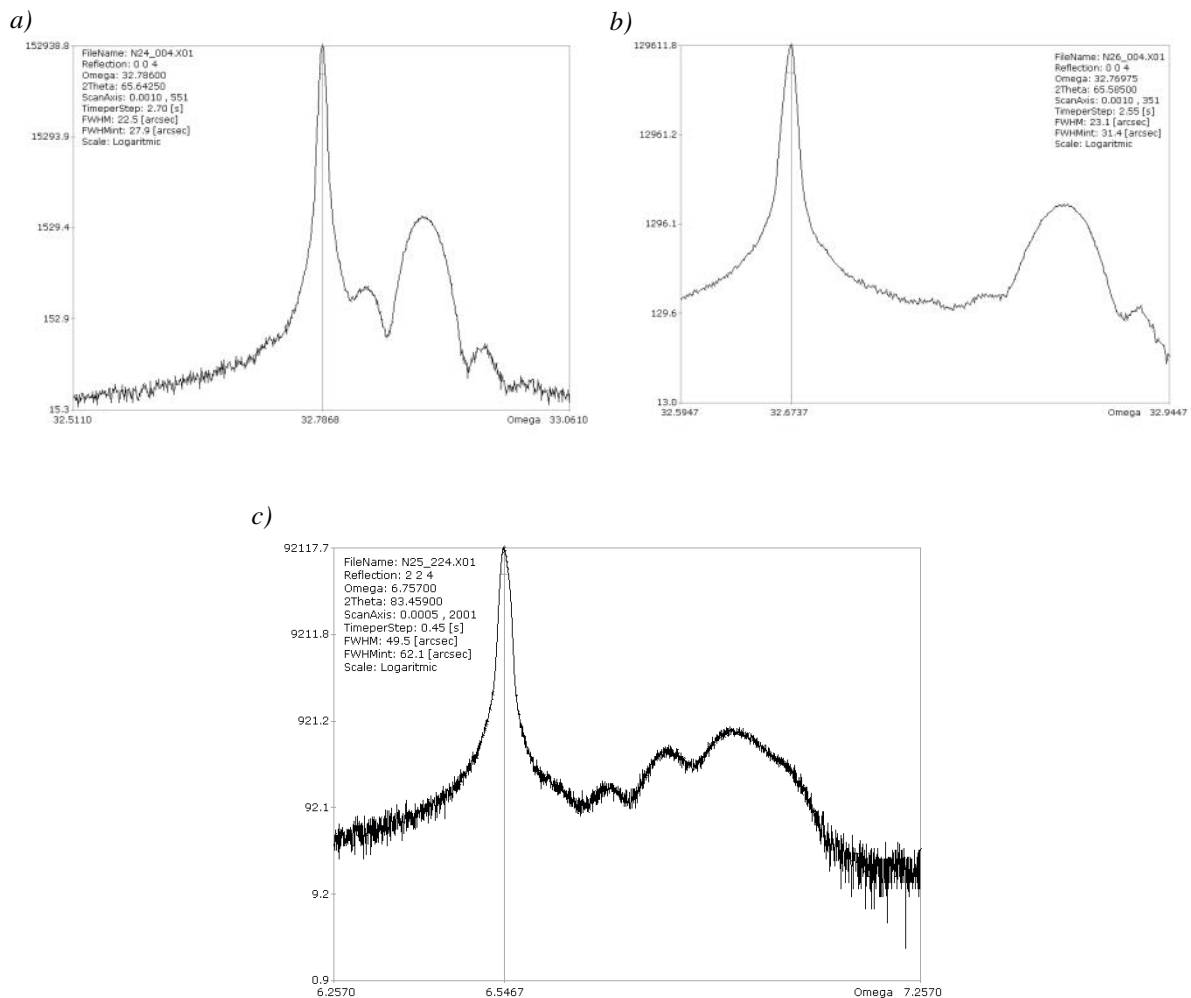 a)
152938.8
FileName: N24_004.X01
Reflection: 0 0 4
Omega: 32.78600
2Theta: 65.64250
ScanAxis: 0.0010 , 551
TimeperStep: 2.70 [s]
FWHM: 22.5 [arcsec]
FWHMint: 27.9 [arcsec]
Scale: Logaritmic
15293.9
1529.4
152.9
15.3
32.5110 32.7868 Omega 33.0610
b)
129611.8
FileName: N26_004.X01
Reflection: 0 0 4
Omega: 32.76975
2Theta: 65.58500
ScanAxis: 0.0010 , 351
TimeperStep: 2.55 [s]
FWHM: 23.1 [arcsec]
FWHMint: 31.4 [arcsec]
Scale: Logaritmic
12961.2
1296.1
129.6
13.0
32.5947 32.6737 Omega 32.9447
c)
92117.7
FileName: N25_224.X01
Reflection: 2 2 4
Omega: 6.75700
2Theta: 83.45900
ScanAxis: 0.0005 , 2001
TimeperStep: 0.45 [s]
FWHM: 49.5 [arcsec]
FWHMint: 62.1 [arcsec]
Scale: Logaritmic
9211.8
921.2
92.1
9.2
0.9
6.2570 6.5467 Omega 7.2570